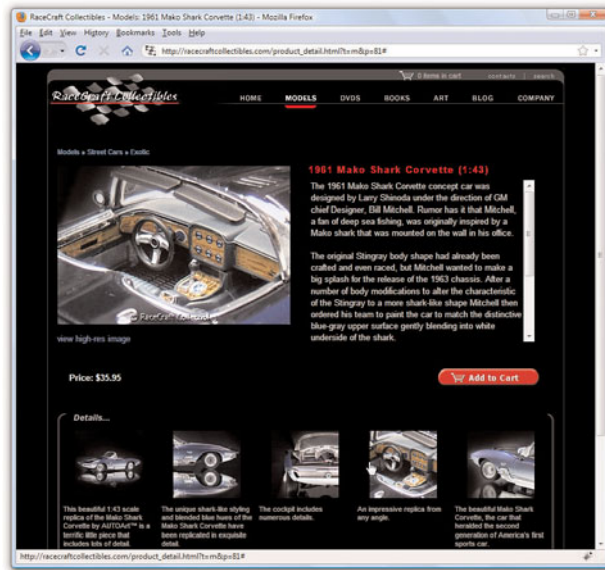 RaceCraft Collectibles - Models: 1961 Mako Shark Corvette (1:43) - Mozilla Firefox
File Edit View History Bookmarks Tools Help
http://racecraftcollectibles.com/product_detail.html?t=m&p=81#
0 items in cart contacts | search
RaceCraft Collectibles
HOME MODELS DVDS BOOKS ART BLOG COMPANY
Models » Street Cars » Exotic
1961 Mako Shark Corvette (1:43)
The 1961 Mako Shark Corvette concept car was
designed by Larry Shinoda under the direction of GM
chief Designer, Bill Mitchell. Rumor has it that Mitchell,
a fan of deep sea fishing, was originally inspired by a
Mako shark that was mounted on the wall in his office.
The original Stingray body shape had already been
crafted and even raced, but Mitchell wanted to make a
big splash for the release of the 1963 chassis. After a
number of body modifications to alter the characteristic
of the Stingray to a more shark-like shape Mitchell then
ordered his team to paint the car to match the distinctive
blue-gray upper surface gently blending into white
underside of the shark.
© RaceCraft Collectibles
view high-res image
Price: $35.95
Add to Cart
Details...
This beautiful 1:43 scale
replica of the Mako Shark
Corvette by AUTOArt™ is a
terrific little piece that
includes lots of detail.
The unique shark-like styling
and blended blue hues of the
Mako Shark Corvette have
been replicated in exquisite
detail.
The cockpit includes
numerous details.
An impressive replica from
any angle.
The beautiful Mako Shark
Corvette, the car that
heralded the second
generation of America's first
sports car.
http://racecraftcollectibles.com/product_detail.html?t=m&p=81#